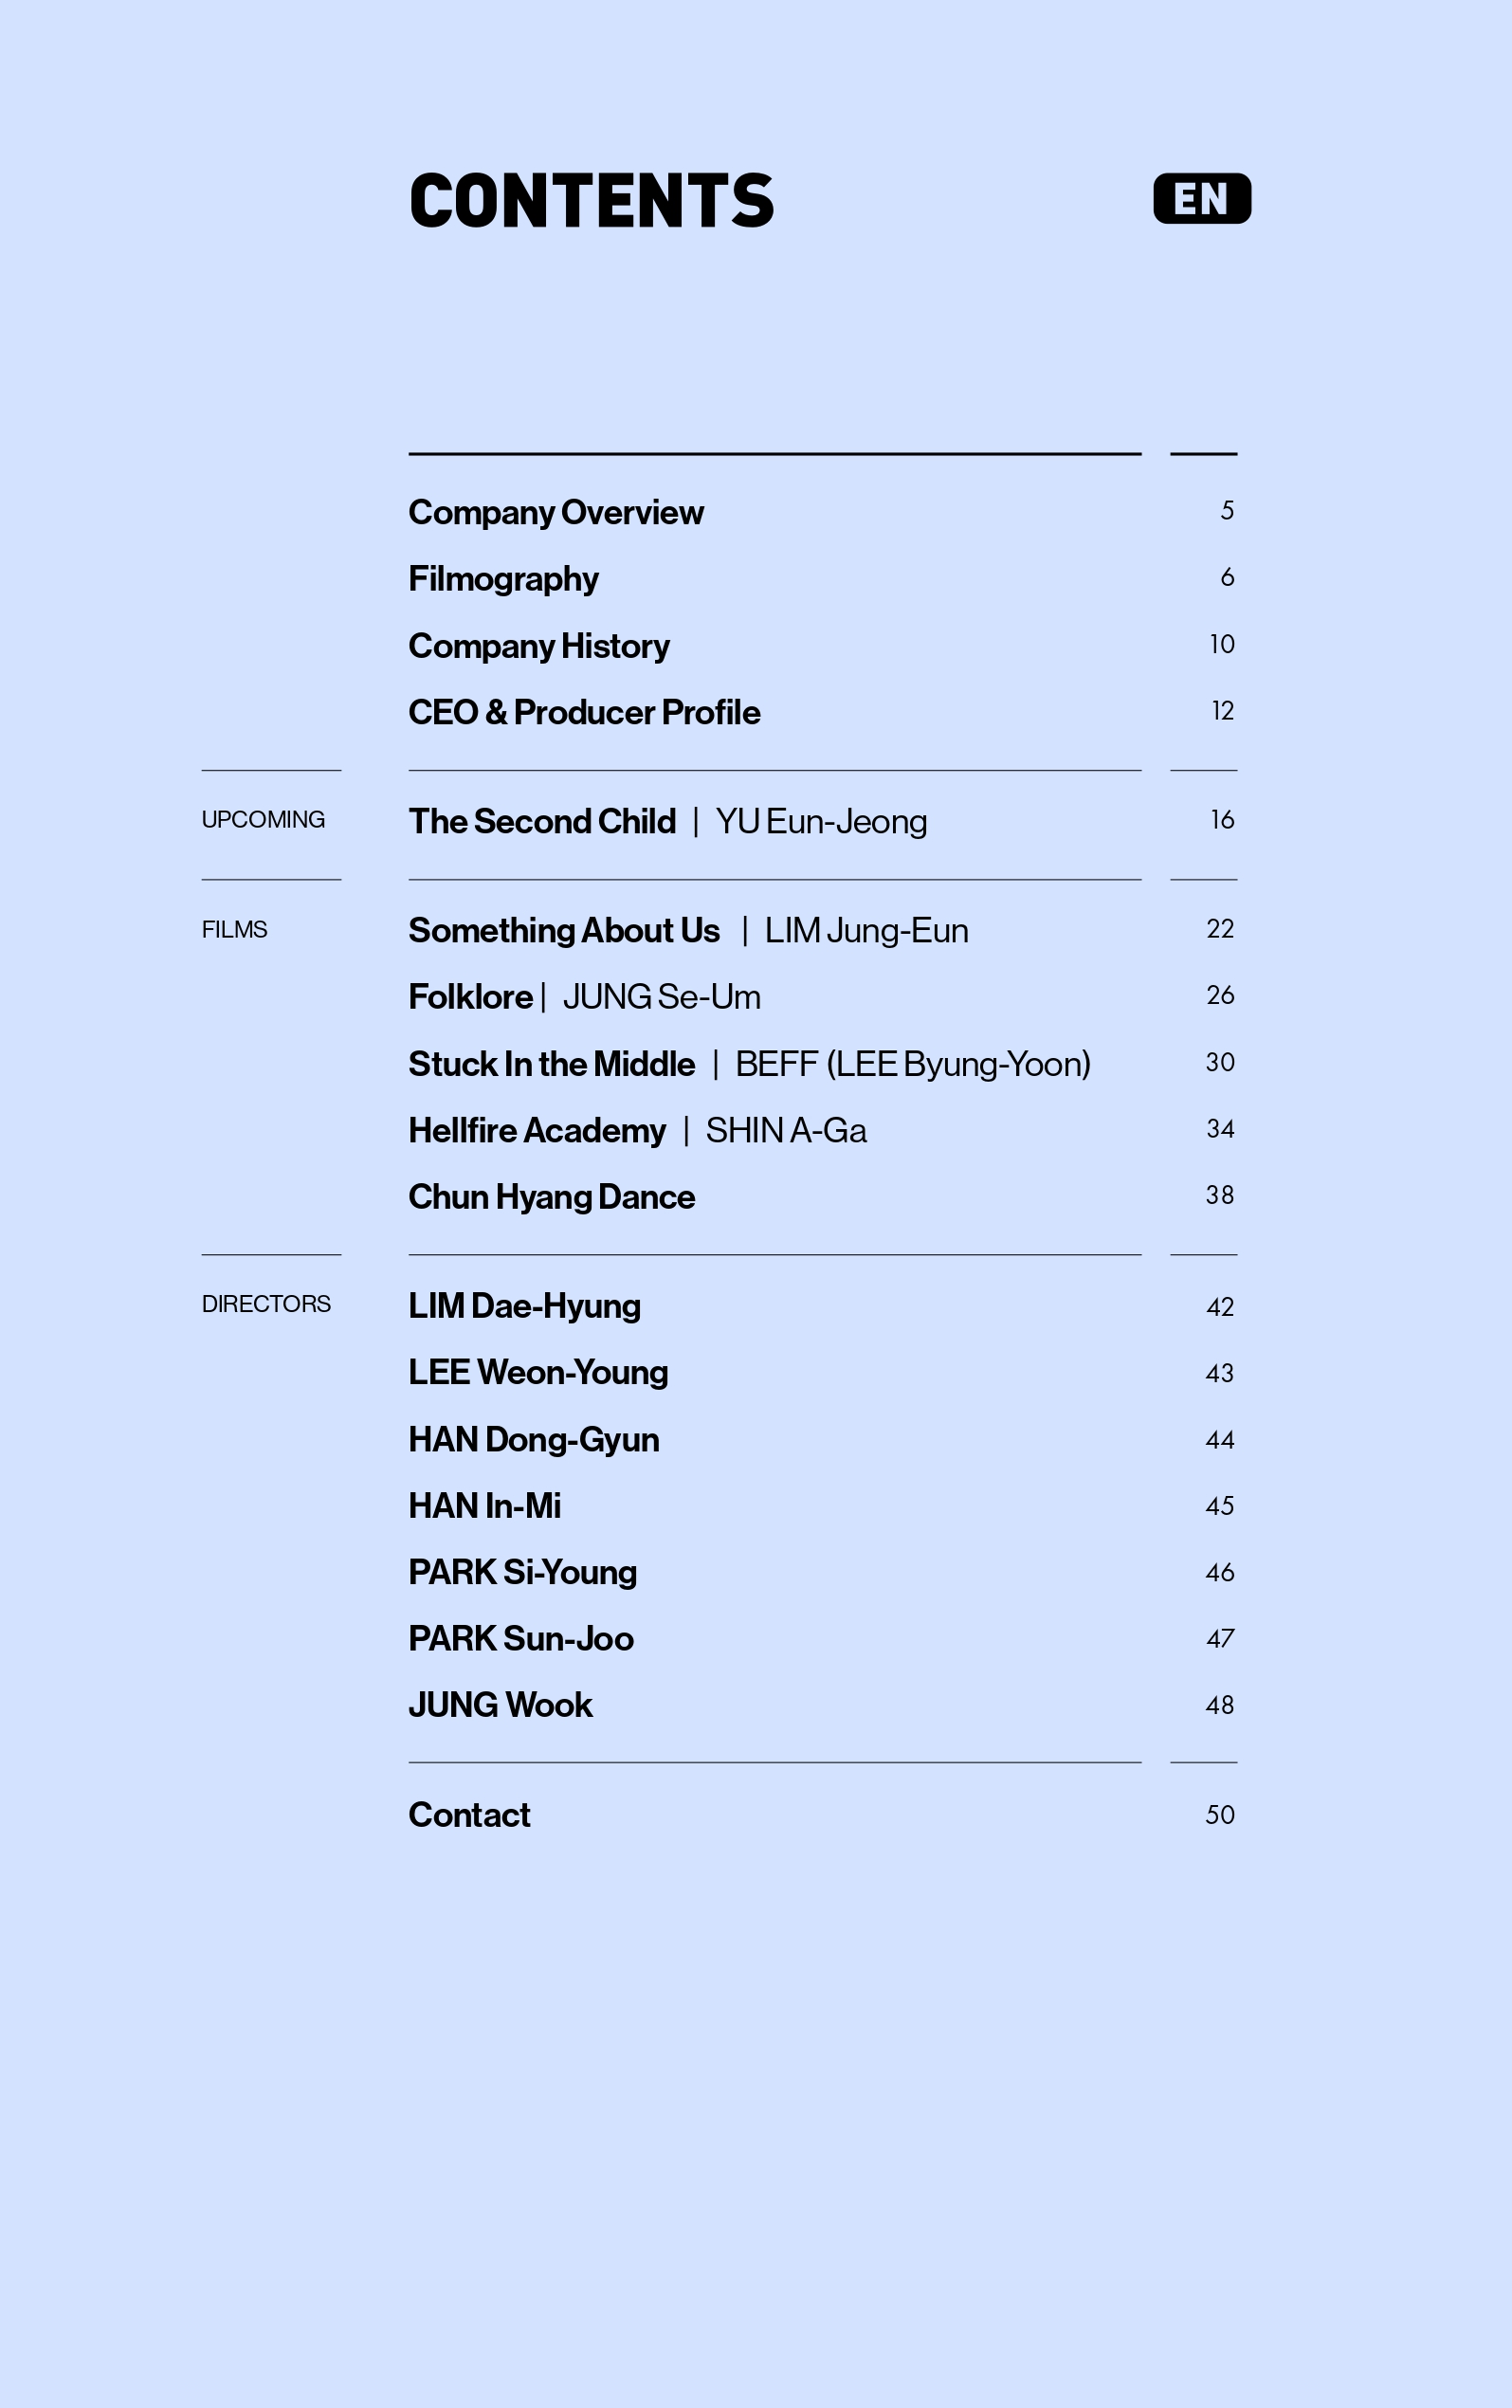 CONTENTS EN
Company Overview 5
Filmography 6
Company History 10
CEO & Producer Profile 12
UPCOMING The Second Child | YU Eun-Jeong 16
FILMS Something About Us | LIM Jung-Eun 22
Folklore | JUNG Se-Um 26
Stuck In the Middle | BEFF (LEE Byung-Yoon) 30
Hellfire Academy | SHIN A-Ga 34
Chun Hyang Dance 38
DIRECTORS LIM Dae-Hyung 42
LEE Weon-Young 43
HAN Dong-Gyun 44
HAN In-Mi 45
PARK Si-Young 46
PARK Sun-Joo 47
JUNG Wook 48
Contact 50